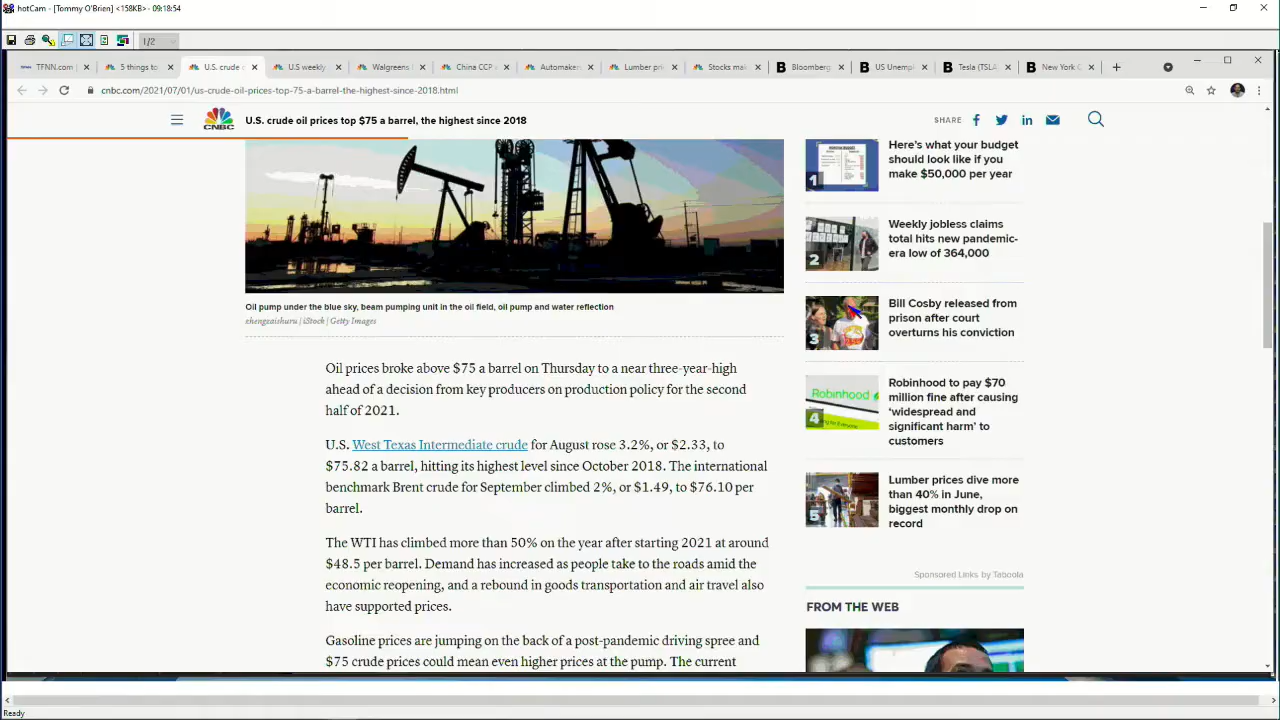 hotCam - [Tommy O'Brien] <158KB> - 09:18:54
1/2
TFNN.com
5 things to
U.S. crude
U.S weekly
Walgreens
China CCP
Automaker
Lumber pri
Stocks mak
Bloomberg
US Unemp
Tesla (TSLA
New York C
cnbc.com/2021/07/01/us-crude-oil-prices-top-75-a-barrel-the-highest-since-2018.html
CNBC
U.S. crude oil prices top $75 a barrel, the highest since 2018
SHARE
Oil pump under the blue sky, beam pumping unit in the oil field, oil pump and water reflection
zhengzaishuru | iStock | Getty Images
Oil prices broke above $75 a barrel on Thursday to a near three-year-high
ahead of a decision from key producers on production policy for the second
half of 2021.
U.S. West Texas Intermediate crude for August rose 3.2%, or $2.33, to
$75.82 a barrel, hitting its highest level since October 2018. The international
benchmark Brent crude for September climbed 2%, or $1.49, to $76.10 per
barrel.
The WTI has climbed more than 50% on the year after starting 2021 at around
$48.5 per barrel. Demand has increased as people take to the roads amid the
economic reopening, and a rebound in goods transportation and air travel also
have supported prices.
Gasoline prices are jumping on the back of a post-pandemic driving spree and
$75 crude prices could mean even higher prices at the pump. The current
1
Here's what your budget
should look like if you
make $50,000 per year
2
Weekly jobless claims
total hits new pandemic-
era low of 364,000
3
Bill Cosby released from
prison after court
overturns his conviction
Robinhood
4
Robinhood to pay $70
million fine after causing
‘widespread and
significant harm’ to
customers
5
Lumber prices dive more
than 40% in June,
biggest monthly drop on
record
Sponsored Links by Taboola
FROM THE WEB
Ready